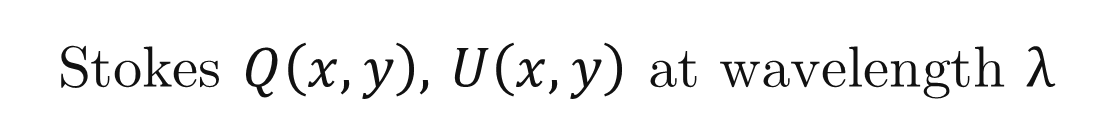 Stokes Q(x, y), U(x, y) at wavelength λ